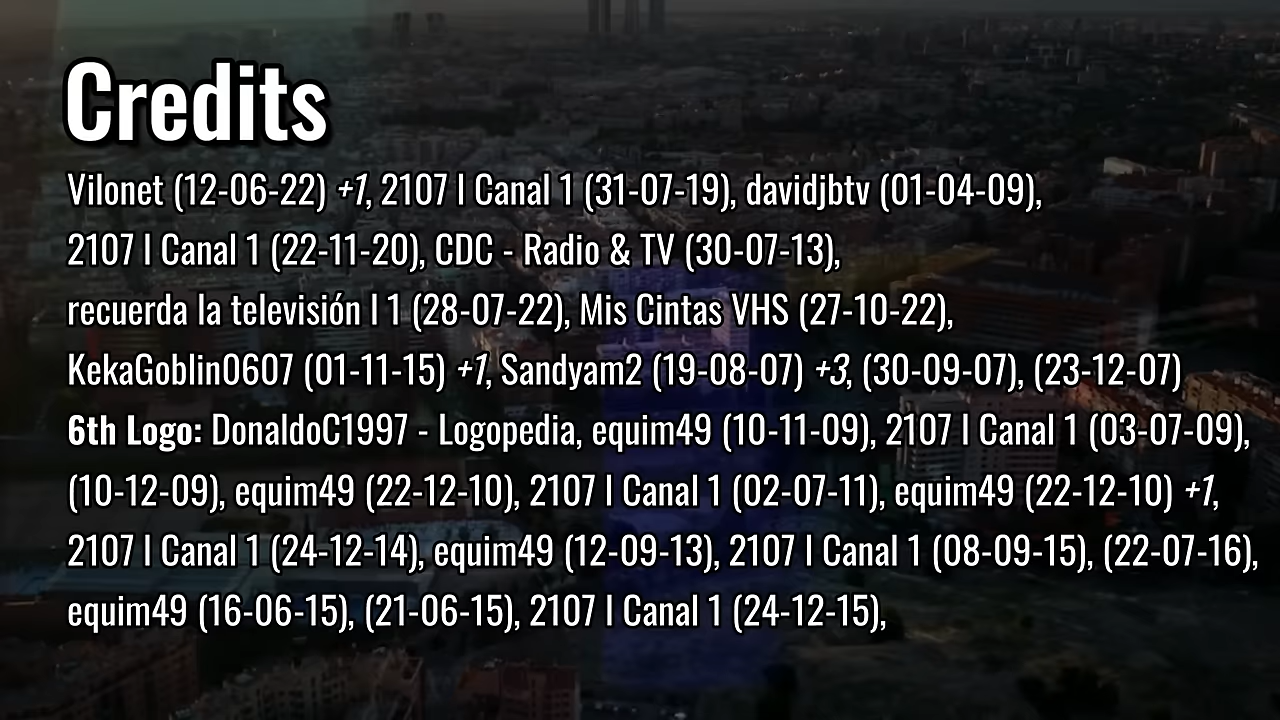 Credits
Vilonet (12-06-22) +1, 2107 l Canal 1 (31-07-19), davidjbtv (01-04-09),
2107 l Canal 1 (22-11-20), CDC - Radio & TV (30-07-13),
recuerda la televisión l 1 (28-07-22), Mis Cintas VHS (27-10-22),
KekaGoblin0607 (01-11-15) +1, Sandyam2 (19-08-07) +3, (30-09-07), (23-12-07)
6th Logo: DonaldoC1997 - Logopedia, equim49 (10-11-09), 2107 l Canal 1 (03-07-09),
(10-12-09), equim49 (22-12-10), 2107 l Canal 1 (02-07-11), equim49 (22-12-10) +1,
2107 l Canal 1 (24-12-14), equim49 (12-09-13), 2107 l Canal 1 (08-09-15), (22-07-16),
equim49 (16-06-15), (21-06-15), 2107 l Canal 1 (24-12-15),